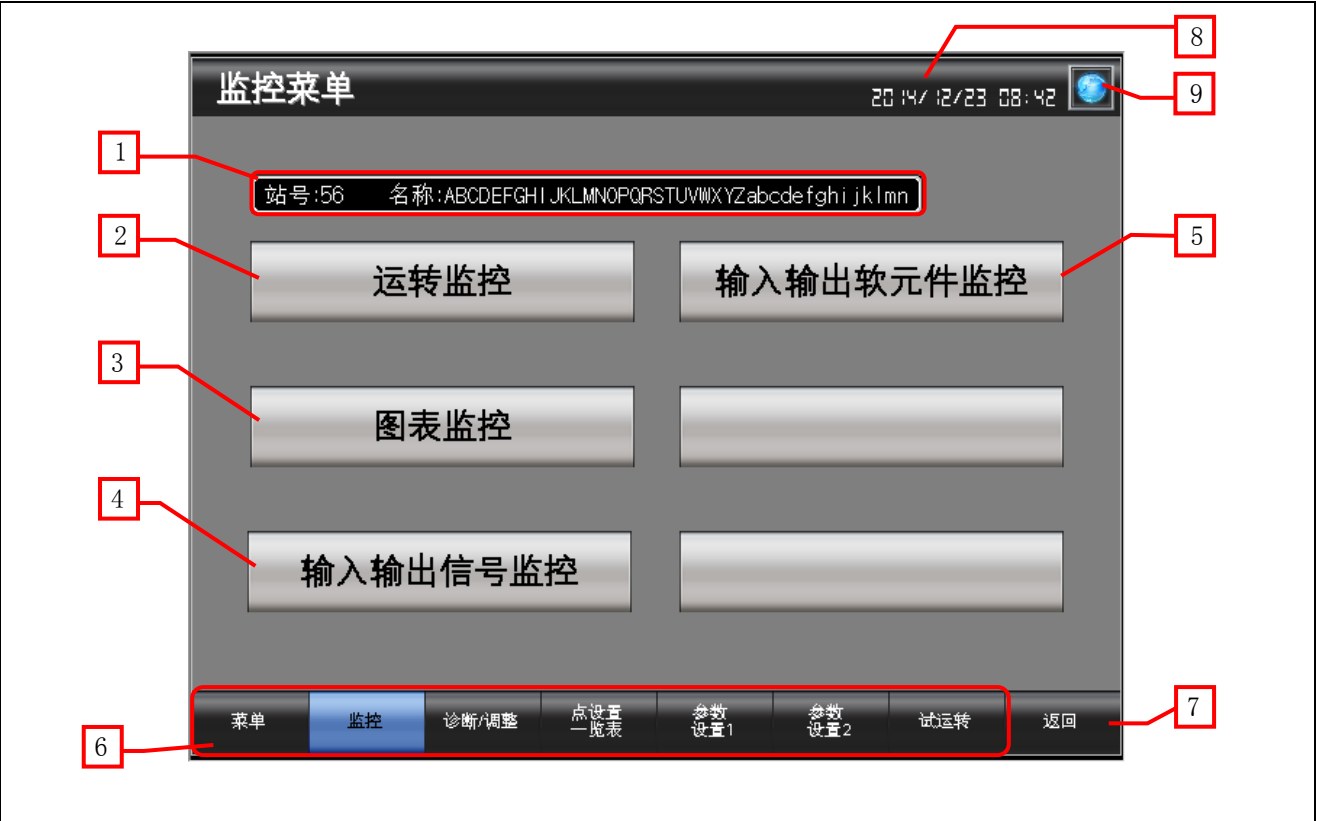 8
监控菜单
2014/12/23 08:42
9
1
站号:56 名称:ABCDEFGHIJKLMNOPQRSTUVWXYZabcdefghijklmn
2
5
运转监控
输入输出软元件监控
3
图表监控
4
输入输出信号监控
菜单
监控
诊断/调整
点设置
一览表
参数
设置1
参数
设置2
试运转
返回
7
6